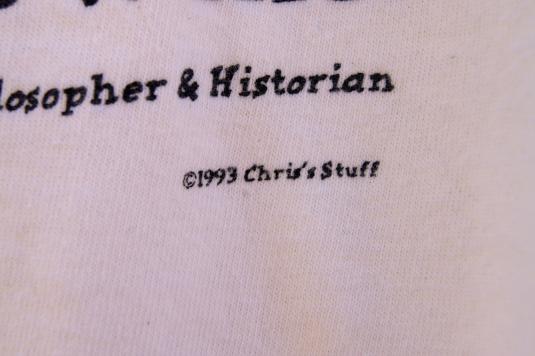 losopher & Historian
©1993 Chris's Stuff